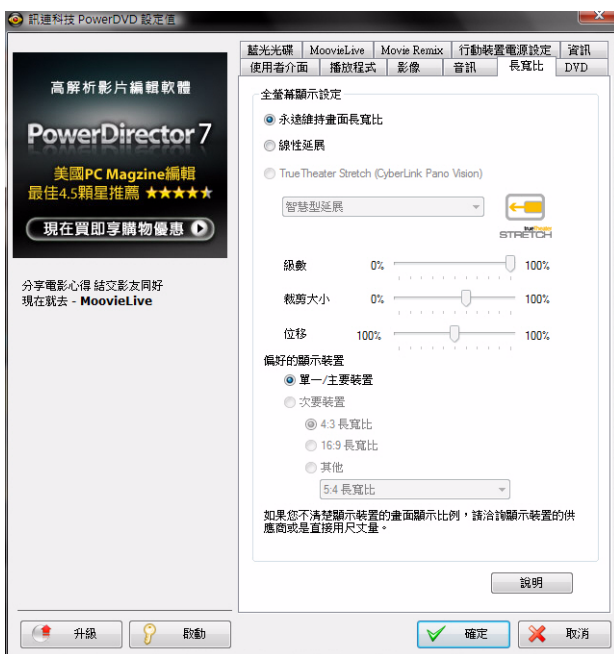 訊連科技 PowerDVD 設定值
高解析影片編輯軟體
PowerDirector 7
美國PC Magzine編輯
最佳4.5顆星推薦 ★★★★★
現在買即享購物優惠
分享電影心得 結交影友同好
現在就去 - MoovieLive
藍光光碟 MoovieLive Movie Remix 行動裝置電源設定 資訊
使用者介面 播放程式 影像 音訊 長寬比 DVD
全螢幕顯示設定
永遠維持畫面長寬比
線性延展
TrueTheater Stretch (CyberLink Pano Vision)
智慧型延展
trueTheater
STRETCH
級數 0% 100%
裁剪大小 0% 100%
位移 100% 100%
偏好的顯示裝置
單一/主要裝置
次要裝置
4:3 長寬比
16:9 長寬比
其他
5:4 長寬比
如果您不清楚顯示裝置的畫面顯示比例，請洽詢顯示裝置的供
應商或是直接用尺丈量。
說明
升級 啟動 確定 取消